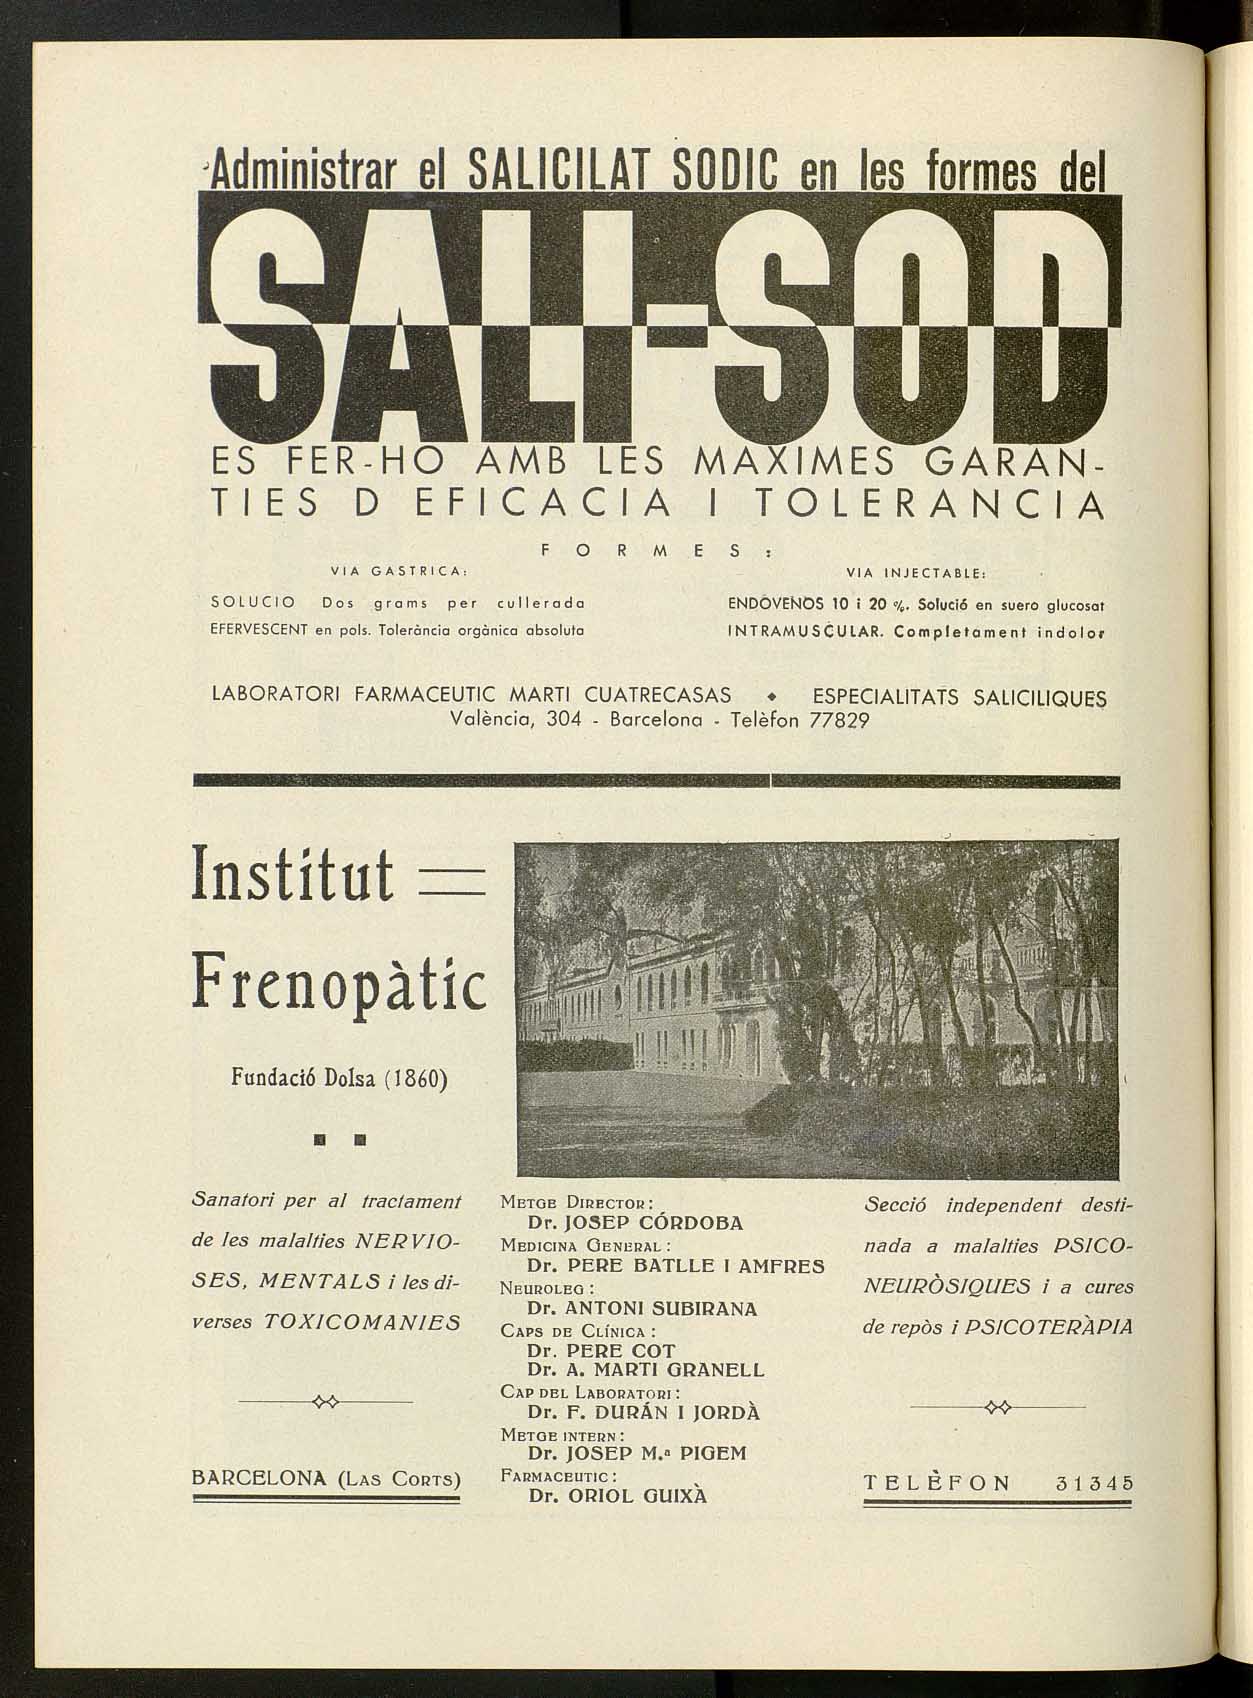 Administrar el SALICILAT SODIC en les formes del
SALI-SOD
ES FER-HO AMB LES MAXIMES GARAN-
TIES D EFICACIA I TOLERANCIA
FORMES:
VIA GASTRICA:
SOLUCIO Dos grams per cullerada
EFERVESCENT en pols. Tolerància orgànica absoluta
VIA INJECTABLE:
ENDOVENOS 10 i 20 %. Solució en suero glucosat
INTRAMUSCULAR. Completament indolor
LABORATORI FARMACEUTIC MARTI CUATRECASAS ◆ ESPECIALITATS SALICILIQUES
València, 304 - Barcelona - Telèfon 77829
Institut
Frenopàtic
Fundació Dolsa (1860)
Sanatori per al tractament
de les malalties NERVIO-
SES, MENTALS i les di-
verses TOXICOMANIES
BARCELONA (LAS CORTS)
METGE DIRECTOR:
Dr. JOSEP CÓRDOBA
MEDICINA GENERAL:
Dr. PERE BATLLE I AMFRES
NEUROLEG:
Dr. ANTONI SUBIRANA
CAPS DE CLÍNICA:
Dr. PERE COT
Dr. A. MARTI GRANELL
CAP DEL LABORATORI:
Dr. F. DURÁN I JORDÀ
METGE INTERN:
Dr. JOSEP M.ª PIGEM
FARMACEUTIC:
Dr. ORIOL GUIXÀ
Secció independent desti-
nada a malalties PSICO-
NEURÒSIQUES i a cures
de repòs i PSICOTERÀPIA
TELÈFON 31345